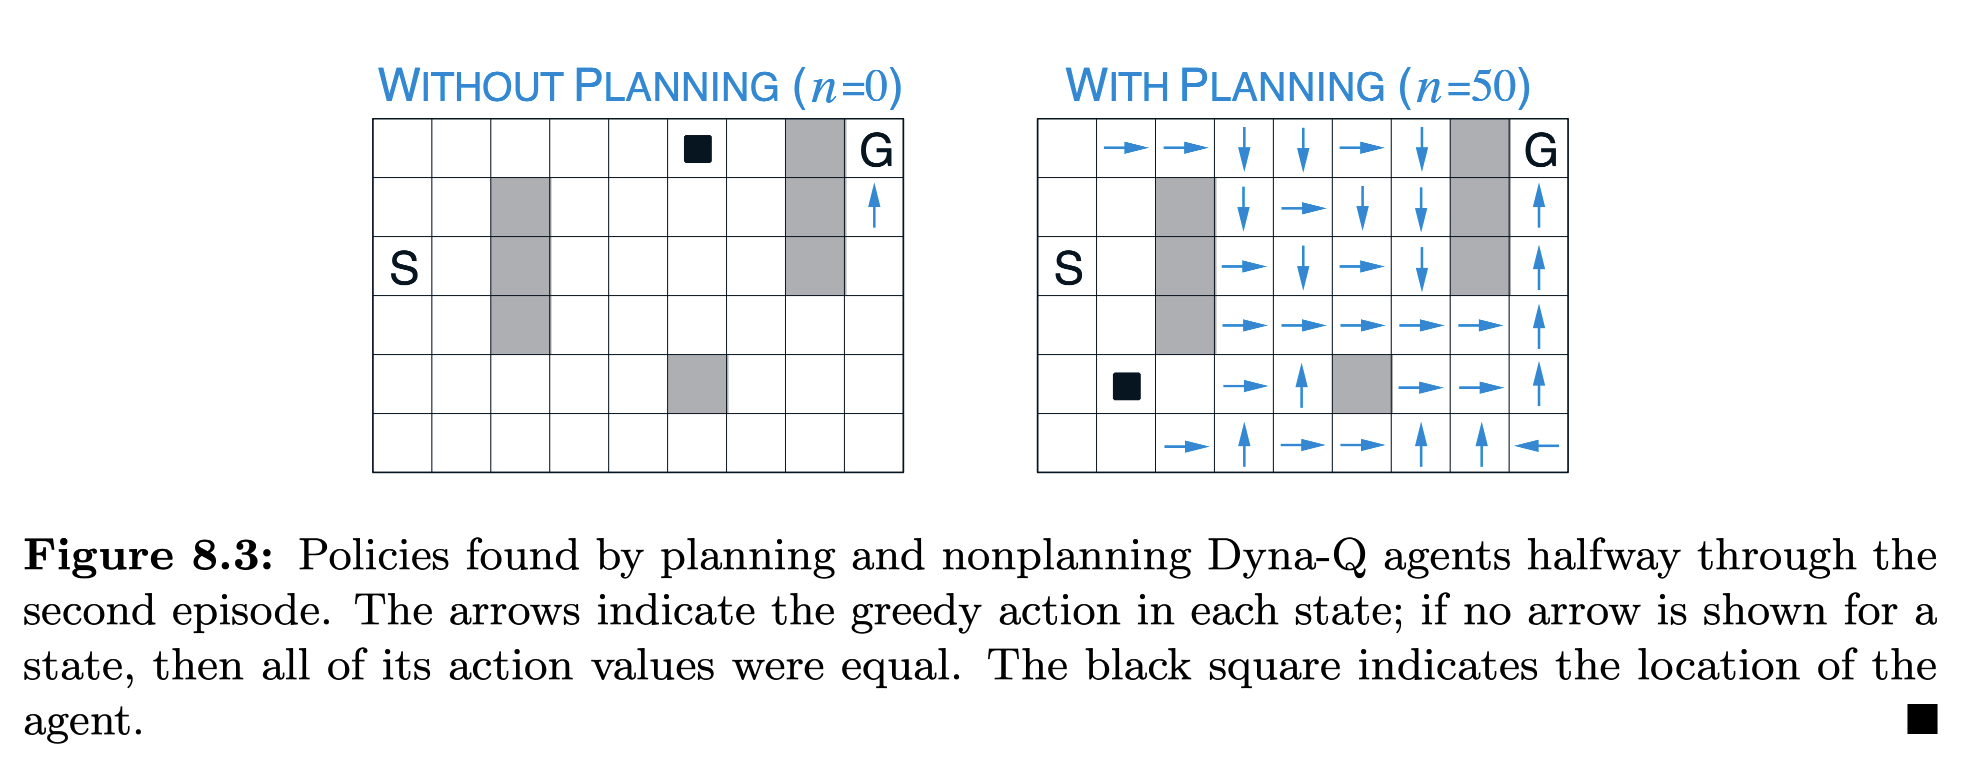 WITHOUT PLANNING (n=0)
WITH PLANNING (n=50)
G
S
G
S
Figure 8.3: Policies found by planning and nonplanning Dyna-Q agents halfway through the
second episode. The arrows indicate the greedy action in each state; if no arrow is shown for a
state, then all of its action values were equal. The black square indicates the location of the
agent.